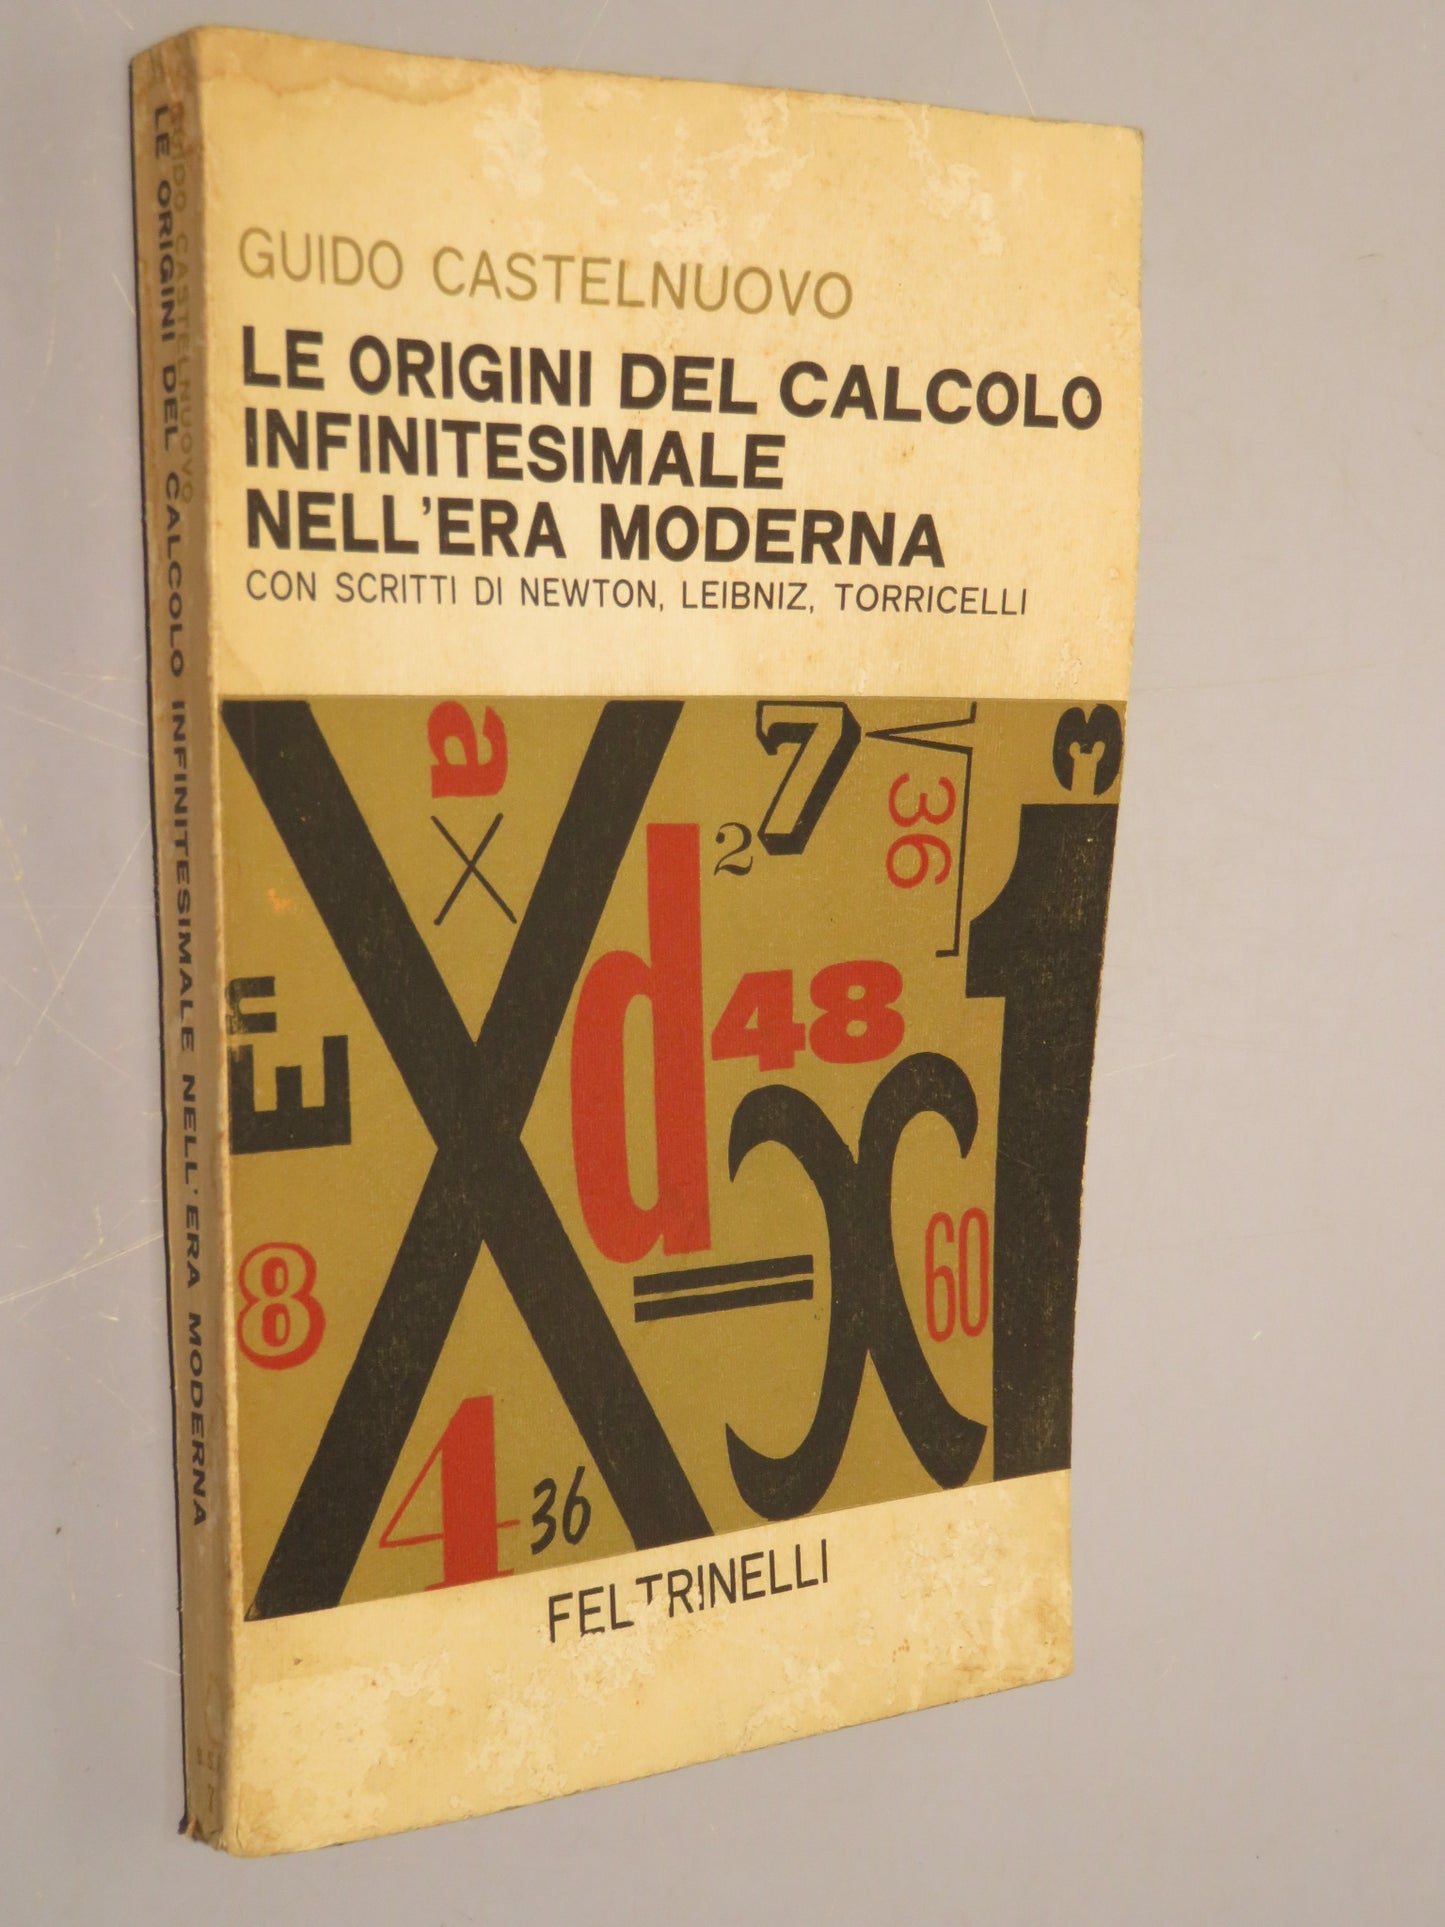 GUIDO CASTELNUOVO
LE ORIGINI DEL CALCOLO
INFINITESIMALE
NELL'ERA MODERNA
CON SCRITTI DI NEWTON, LEIBNIZ, TORRICELLI
X a 7 √36 3
x 2 1
d 48
En x
8 = 60
4 36
FELTRINELLI
GUIDO CASTELNUOVO
LE ORIGINI DEL CALCOLO INFINITESIMALE NELL'ERA MODERNA